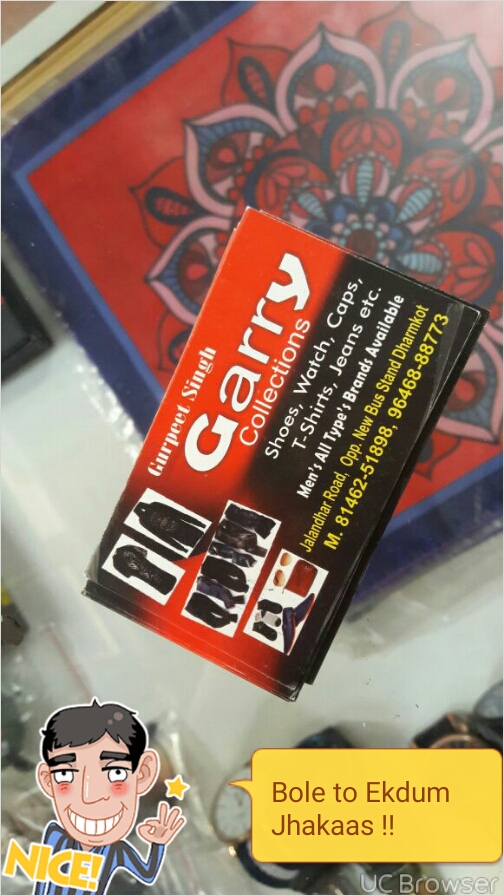 Gurpeet Singh
Garry
Collections
Shoes, Watch, Caps,
T-Shirts, Jeans etc.
Men's All Type's Brands Available
Jalandhar Road, Opp. New Bus Stand Dharmkot
M. 81462-51898, 96468-88773
NICE!
Bole to Ekdum
Jhakaas !!
UC Browser